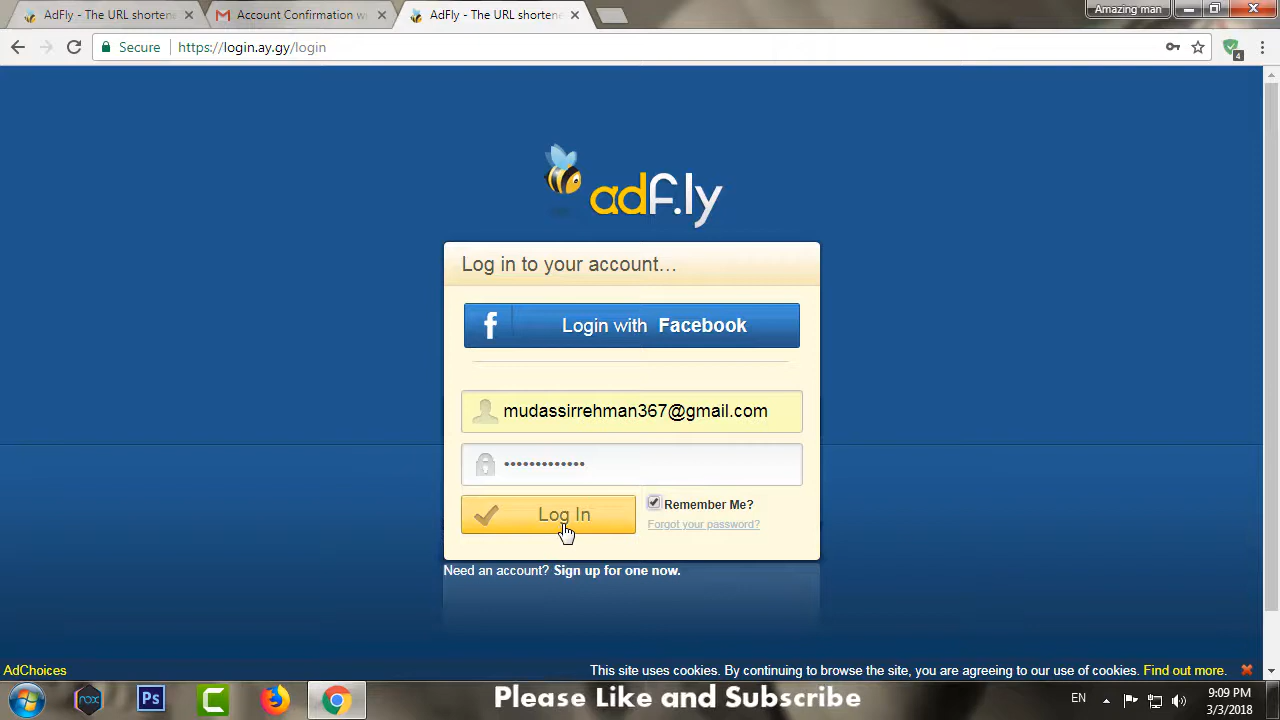 AdFly - The URL shortene
Account Confirmation w
AdFly - The URL shortene
Amazing man
Secure
https://login.ay.gy/login
4
adf.ly
Log in to your account...
f Login with Facebook
mudassirrehman367@gmail.com
•••••••••••••
Log In
Remember Me?
Forgot your password?
Need an account? Sign up for one now.
AdChoices
This site uses cookies. By continuing to browse the site, you are agreeing to our use of cookies. Find out more.
nox
Ps
C
Please Like and Subscribe
EN
9:09 PM
3/3/2018